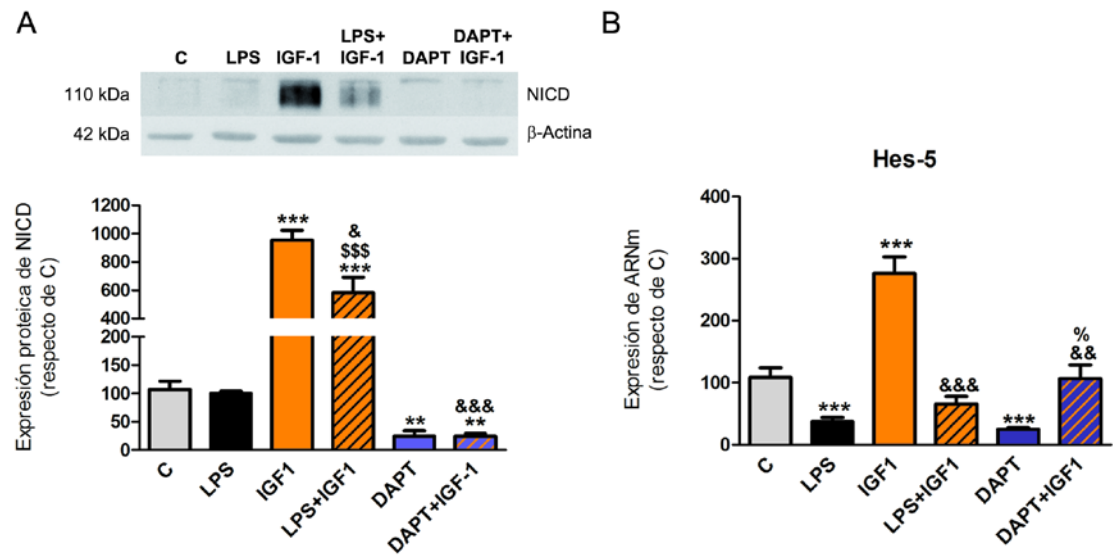 A
C LPS IGF-1 LPS+ IGF-1 DAPT DAPT+ IGF-1
110 kDa NICD
42 kDa β-Actina
Expresión proteica de NICD
(respecto de C)
1200
1000
800
600
400
200
150
100
50
0
***
&
$$$
***
**
&&&
**
C
LPS
IGF1
LPS+IGF1
DAPT
DAPT+IGF-1
B
Hes-5
Expresión de ARNm
(respecto de C)
400
300
200
100
0
***
***
&&&
***
%
&&
C
LPS
IGF1
LPS+IGF1
DAPT
DAPT+IGF1